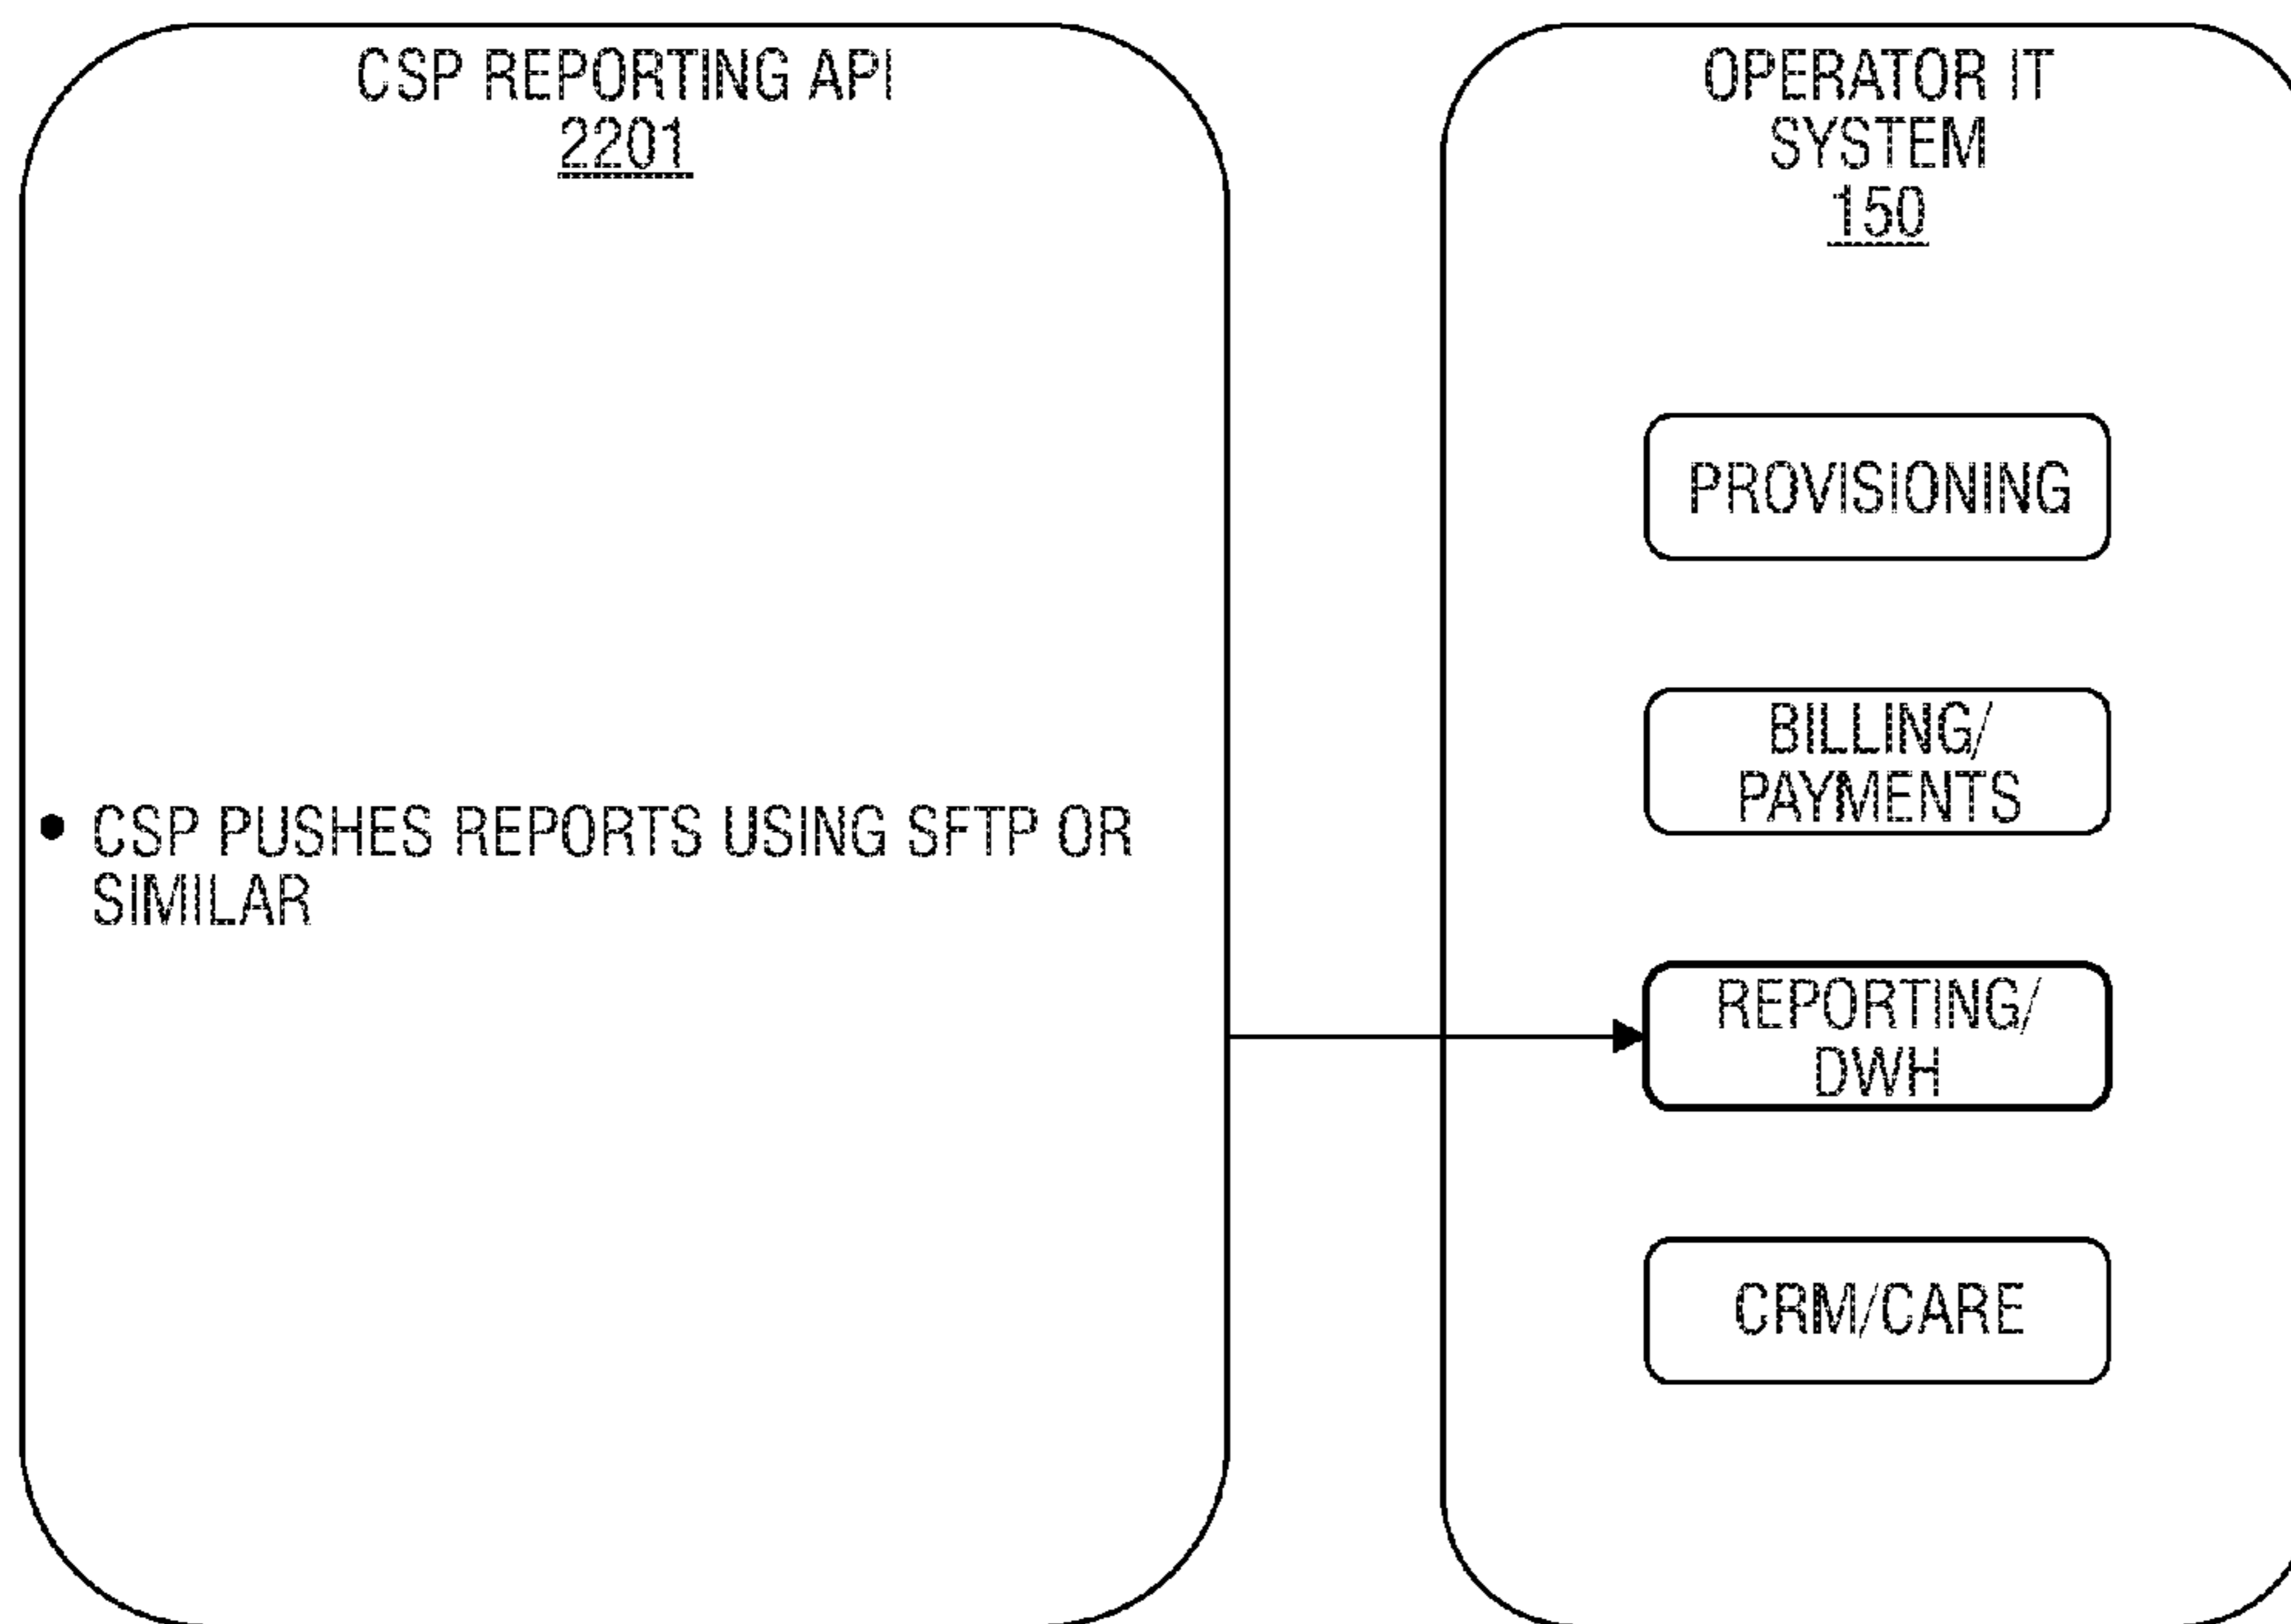 CSP REPORTING API
2201
• CSP PUSHES REPORTS USING SFTP OR
SIMILAR
OPERATOR IT
SYSTEM
150
PROVISIONING
BILLING/
PAYMENTS
REPORTING/
DWH
CRM/CARE